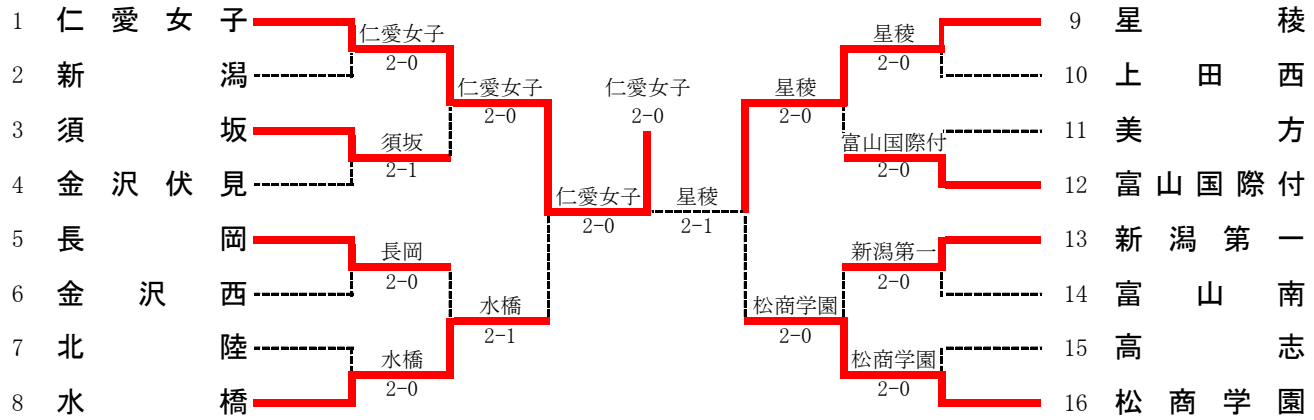 1 仁愛女子
2 新潟
3 須坂
4 金沢伏見
5 長岡
6 金沢西
7 北陸
8 水橋
仁愛女子
2-0
須坂
2-1
長岡
2-0
水橋
2-0
仁愛女子
2-0
水橋
2-1
仁愛女子
2-0
仁愛女子
2-0
星稜
2-1
星稜
2-0
松商学園
2-0
星稜
2-0
富山国際付
2-0
新潟第一
2-0
松商学園
2-0
9 星稜
10 上田西
11 美方
12 富山国際付
13 新潟第一
14 富山南
15 高志
16 松商学園